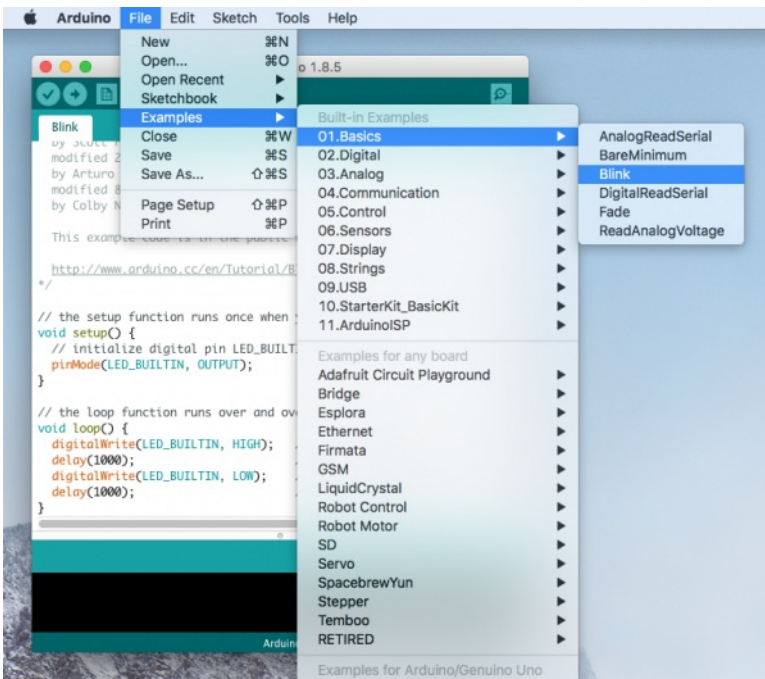 Arduino File Edit Sketch Tools Help
New ⌘N
Open... ⌘O
Open Recent ▶
Sketchbook ▶
Examples ▶
Close ⌘W
Save ⌘S
Save As... ⇧⌘S
Page Setup ⇧⌘P
Print ⌘P
Built-in Examples
01.Basics ▶
02.Digital ▶
03.Analog ▶
04.Communication ▶
05.Control ▶
06.Sensors ▶
07.Display ▶
08.Strings ▶
09.USB ▶
10.StarterKit_BasicKit ▶
11.ArduinoISP ▶
Examples for any board
Adafruit Circuit Playground ▶
Bridge ▶
Esplora ▶
Ethernet ▶
Firmata ▶
GSM ▶
LiquidCrystal ▶
Robot Control ▶
Robot Motor ▶
SD ▶
Servo ▶
SpacebrewYun ▶
Stepper ▶
Temboo ▶
RETIRED ▶
Examples for Arduino/Genuino Uno
AnalogReadSerial
BareMinimum
Blink
DigitalReadSerial
Fade
ReadAnalogVoltage
1.8.5
Blink
modified 2
by Arturo
modified 8
by Colby N
This example code is in the public
http://www.arduino.cc/en/Tutorial/B
*/
// the setup function runs once when
void setup() {
// initialize digital pin LED_BUILT
pinMode(LED_BUILTIN, OUTPUT);
}
// the loop function runs over and ov
void loop() {
digitalWrite(LED_BUILTIN, HIGH);
delay(1000);
digitalWrite(LED_BUILTIN, LOW);
delay(1000);
}
Arduin